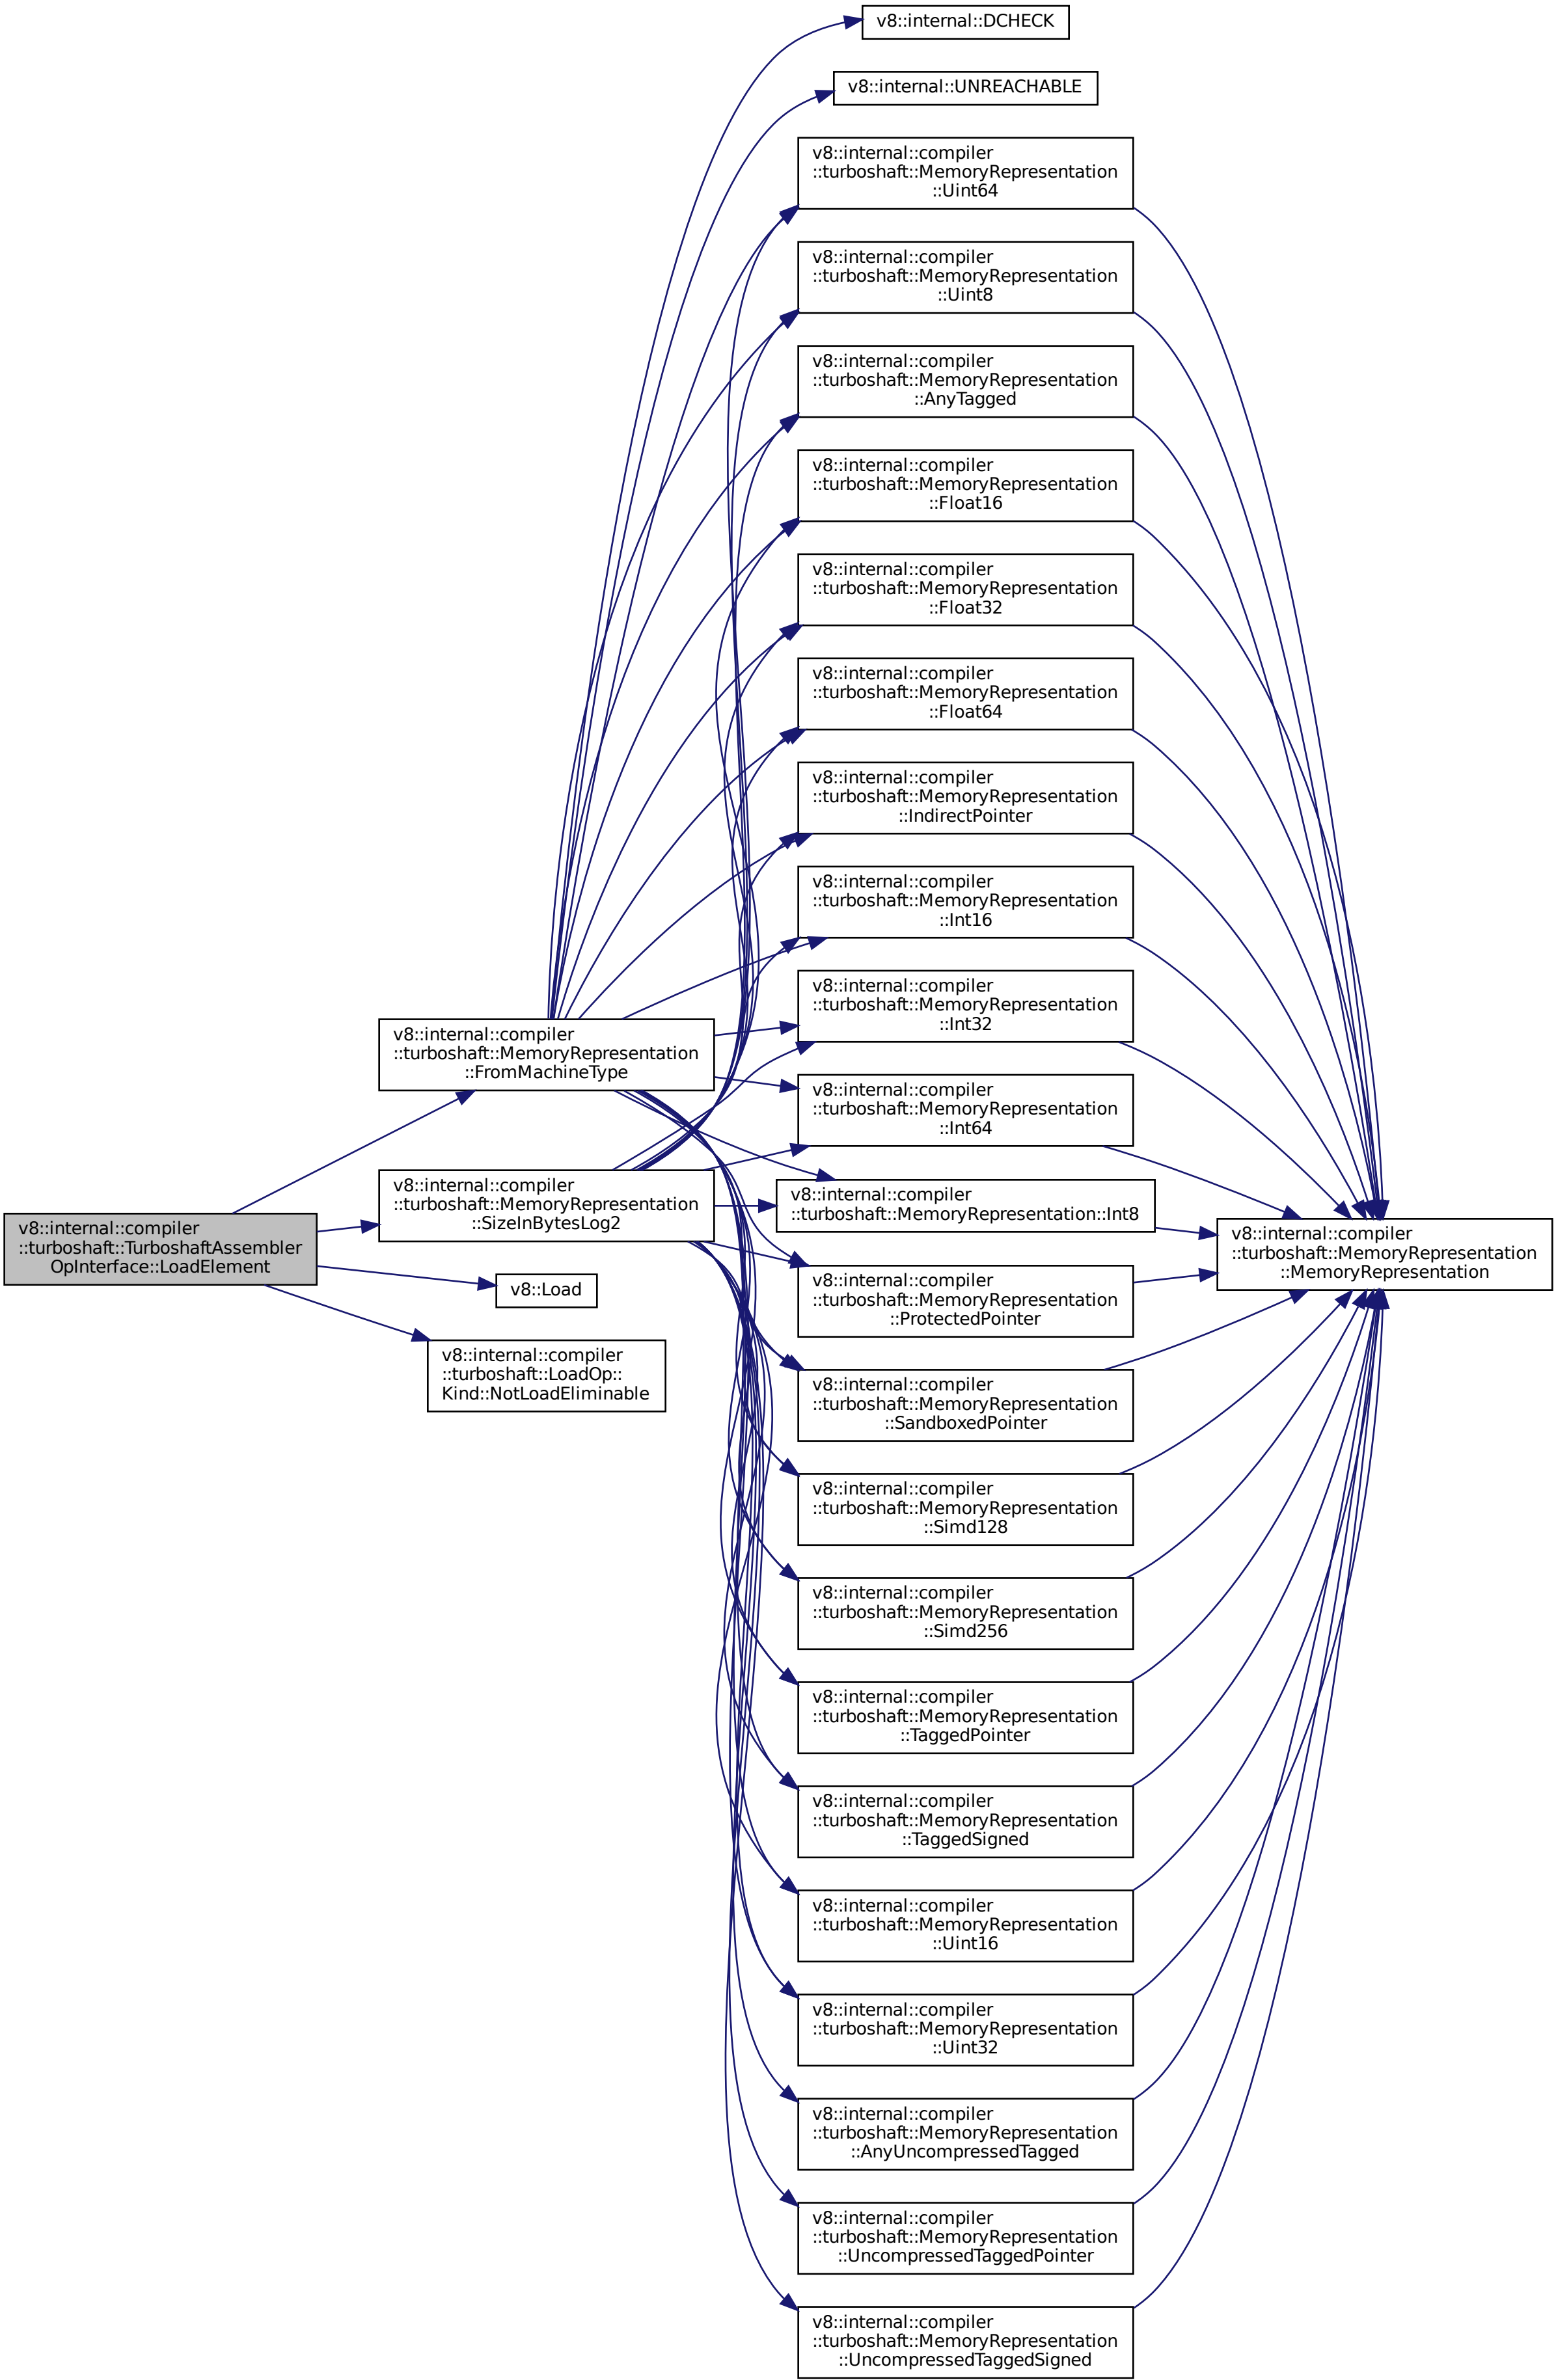 v8::internal::DCHECK
v8::internal::UNREACHABLE
v8::internal::compiler
::turboshaft::MemoryRepresentation
::Uint64
v8::internal::compiler
::turboshaft::MemoryRepresentation
::Uint8
v8::internal::compiler
::turboshaft::MemoryRepresentation
::AnyTagged
v8::internal::compiler
::turboshaft::MemoryRepresentation
::Float16
v8::internal::compiler
::turboshaft::MemoryRepresentation
::Float32
v8::internal::compiler
::turboshaft::MemoryRepresentation
::Float64
v8::internal::compiler
::turboshaft::MemoryRepresentation
::IndirectPointer
v8::internal::compiler
::turboshaft::MemoryRepresentation
::Int16
v8::internal::compiler
::turboshaft::MemoryRepresentation
::Int32
v8::internal::compiler
::turboshaft::MemoryRepresentation
::FromMachineType
v8::internal::compiler
::turboshaft::MemoryRepresentation
::Int64
v8::internal::compiler
::turboshaft::MemoryRepresentation
::SizeInBytesLog2
v8::internal::compiler
::turboshaft::MemoryRepresentation::Int8
v8::internal::compiler
::turboshaft::TurboshaftAssembler
OpInterface::LoadElement
v8::internal::compiler
::turboshaft::MemoryRepresentation
::MemoryRepresentation
v8::Load
v8::internal::compiler
::turboshaft::MemoryRepresentation
::ProtectedPointer
v8::internal::compiler
::turboshaft::LoadOp::
Kind::NotLoadEliminable
v8::internal::compiler
::turboshaft::MemoryRepresentation
::SandboxedPointer
v8::internal::compiler
::turboshaft::MemoryRepresentation
::Simd128
v8::internal::compiler
::turboshaft::MemoryRepresentation
::Simd256
v8::internal::compiler
::turboshaft::MemoryRepresentation
::TaggedPointer
v8::internal::compiler
::turboshaft::MemoryRepresentation
::TaggedSigned
v8::internal::compiler
::turboshaft::MemoryRepresentation
::Uint16
v8::internal::compiler
::turboshaft::MemoryRepresentation
::Uint32
v8::internal::compiler
::turboshaft::MemoryRepresentation
::AnyUncompressedTagged
v8::internal::compiler
::turboshaft::MemoryRepresentation
::UncompressedTaggedPointer
v8::internal::compiler
::turboshaft::MemoryRepresentation
::UncompressedTaggedSigned